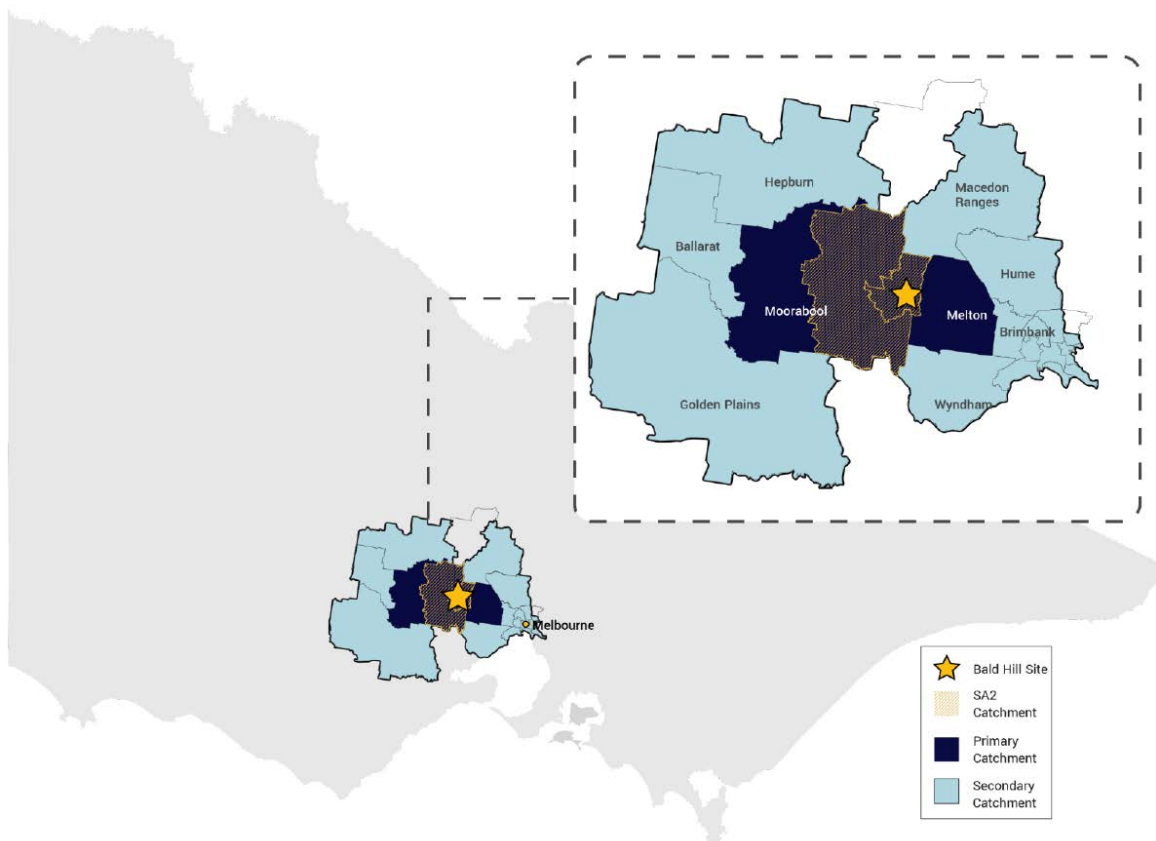 Hepburn
Macedon
Ranges
Ballarat
Hume
Moorabool
Melton
Brimbank
Golden Plains
Wyndham
Melbourne
Bald Hill Site
SA2
Catchment
Primary
Catchment
Secondary
Catchment